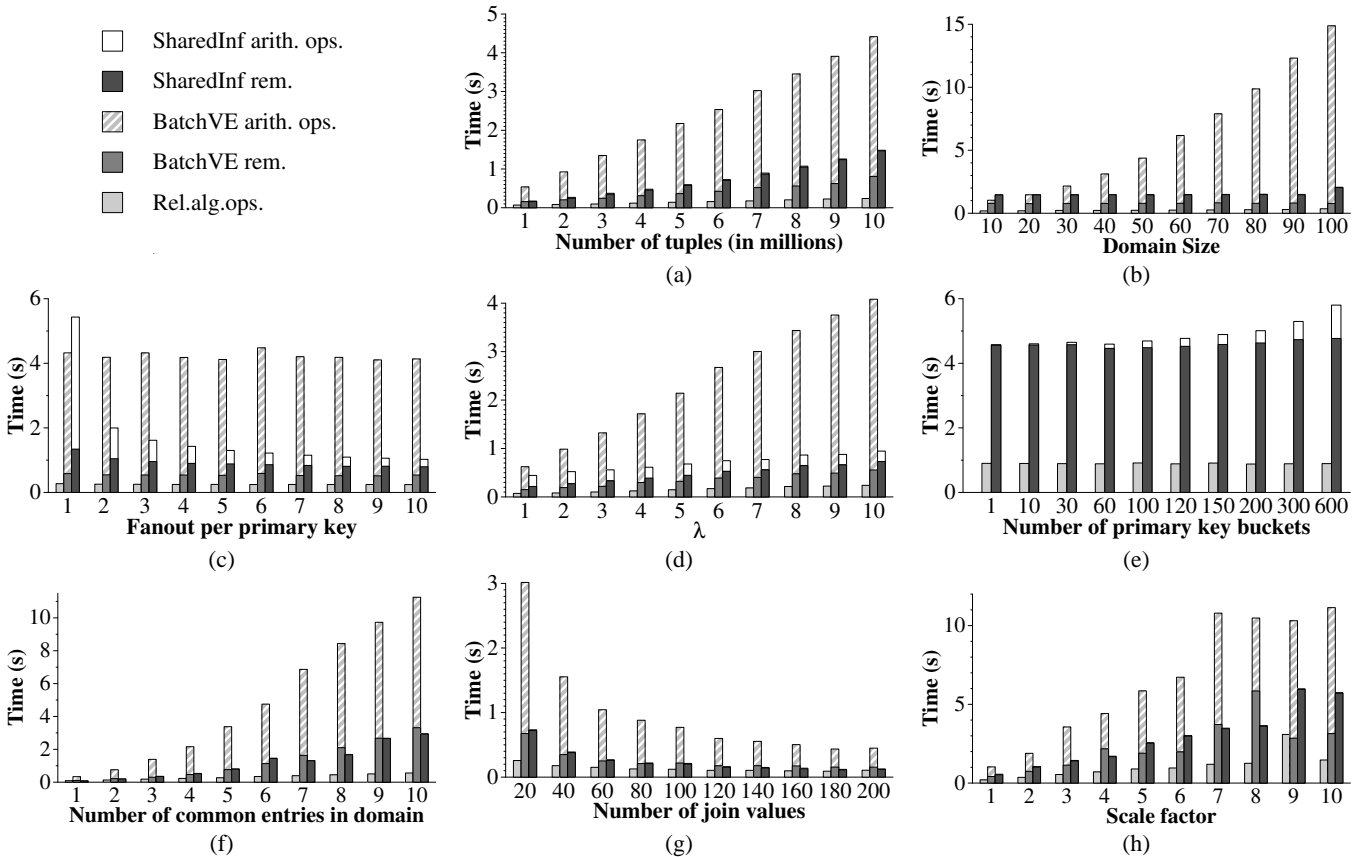 SharedInf arith. ops.
SharedInf rem.
BatchVE arith. ops.
BatchVE rem.
Rel.alg.ops.
Time (s)
5
4
3
2
1
0
1 2 3 4 5 6 7 8 9 10
Number of tuples (in millions)
(a)
Time (s)
15
10
5
0
10 20 30 40 50 60 70 80 90 100
Domain Size
(b)
Time (s)
6
4
2
0
1 2 3 4 5 6 7 8 9 10
Fanout per primary key
(c)
Time (s)
4
3
2
1
0
1 2 3 4 5 6 7 8 9 10
λ
(d)
Time (s)
6
4
2
0
1 10 30 60 100 120 150 200 300 600
Number of primary key buckets
(e)
Time (s)
10
8
6
4
2
0
1 2 3 4 5 6 7 8 9 10
Number of common entries in domain
(f)
Time (s)
3
2
1
0
20 40 60 80 100 120 140 160 180 200
Number of join values
(g)
Time (s)
10
5
0
1 2 3 4 5 6 7 8 9 10
Scale factor
(h)